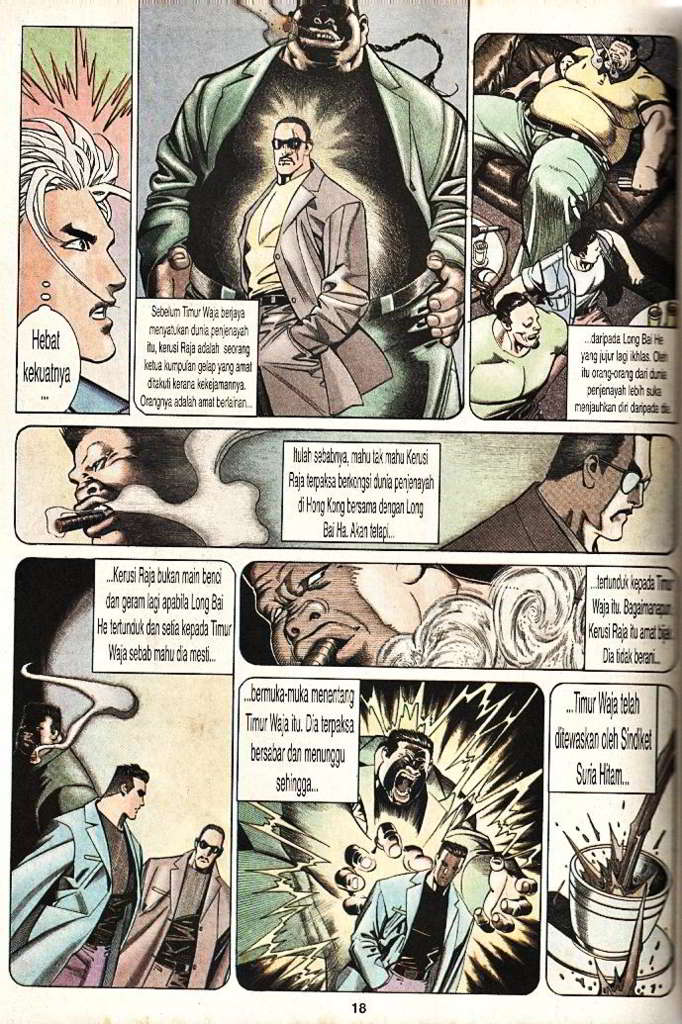 Hebat
kekuatnya
...
Sebelum Timur Waja berjaya
menyatukan dunia penjenayah
itu, kerusi Raja adalah seorang
ketua kumpulan gelap yang amat
ditakuti kerana kekejamannya.
Orangnya adalah amat berlainan...
...daripada Long Bai He
yang jujur lagi ikhlas. Oleh
itu orang-orang dari dunia
penjenayah lebih suka
menjauhkan diri daripada dia.
Itulah sebabnya, mahu tak mahu Kerusi
Raja terpaksa berkongsi dunia penjenayah
di Hong Kong bersama dengan Long
Bai Ha. Akan tetapi...
...Kerusi Raja bukan main benci
dan geram lagi apabila Long Bai
He tertunduk dan setia kepada Timur
Waja sebab mahu dia mesti...
...tertunduk kepada Timur
Waja itu. Bagaimanapun
Kerusi Raja itu amat bijak
Dia tidak berani...
...bermuka-muka menentang
Timur Waja itu. Dia terpaksa
bersabar dan menunggu
sehingga...
...Timur Waja telah
ditewaskan oleh Sindiket
Suria Hitam...
18